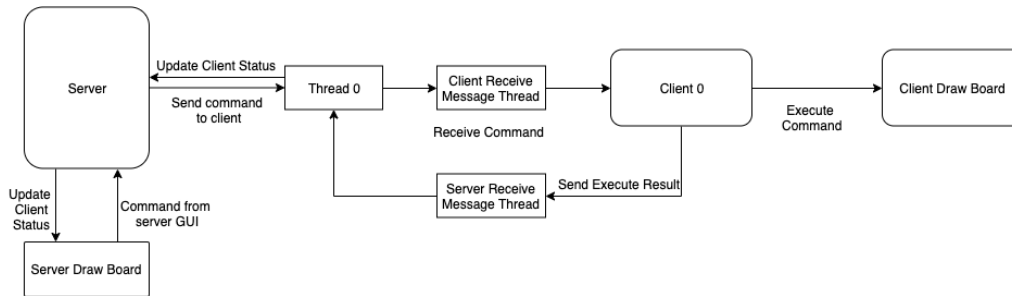 Update Client Status
Server
Thread 0
Send command
to client
Client Receive
Message Thread
Receive Command
Client 0
Execute
Command
Client Draw Board
Send Execute Result
Server Receive
Message Thread
Update
Client
Status
Command from
server GUI
Server Draw Board